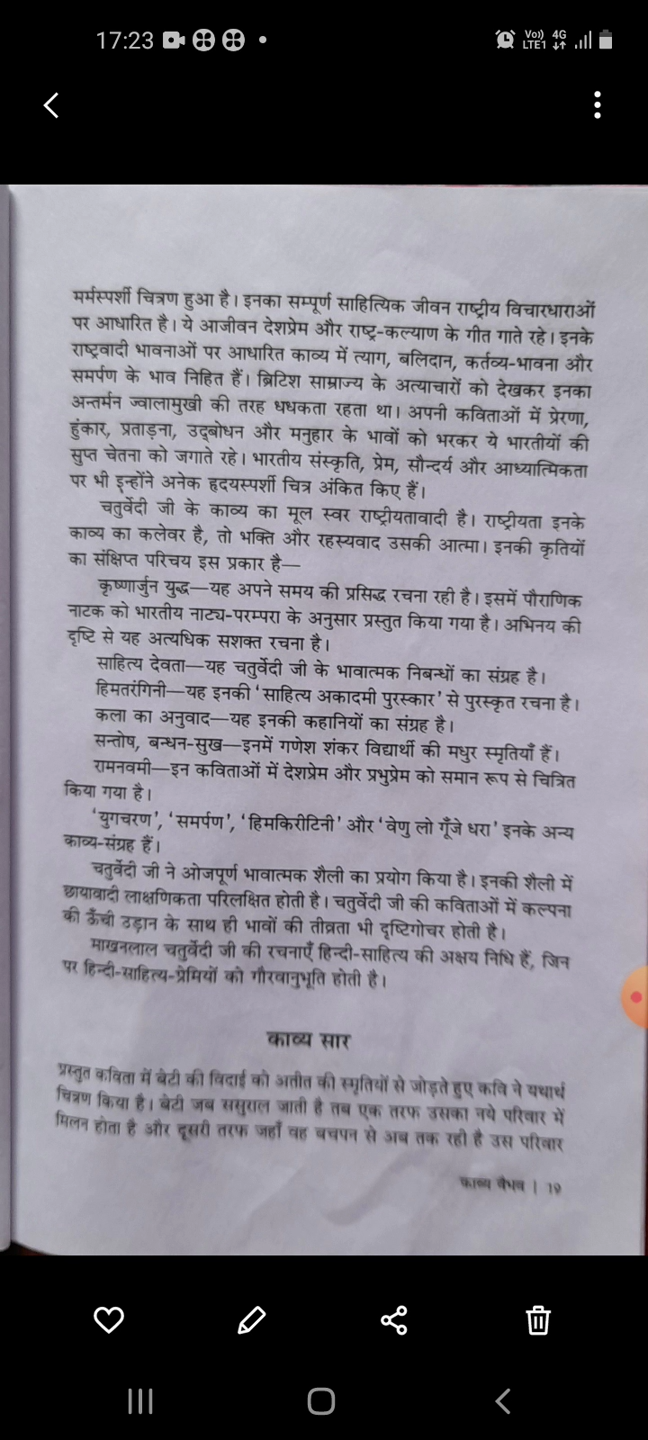 17:23
Vo)) 4G
LTE1
मर्मस्पर्शी चित्रण हुआ है। इनका सम्पूर्ण साहित्यिक जीवन राष्ट्रीय विचारधाराओं
पर आधारित है। ये आजीवन देशप्रेम और राष्ट्र-कल्याण के गीत गाते रहे। इनके
राष्ट्रवादी भावनाओं पर आधारित काव्य में त्याग, बलिदान, कर्तव्य-भावना और
समर्पण के भाव निहित हैं। ब्रिटिश साम्राज्य के अत्याचारों को देखकर इनका
अन्तर्मन ज्वालामुखी की तरह धधकता रहता था। अपनी कविताओं में प्रेरणा,
हुंकार, प्रताड़ना, उद्‌बोधन और मनुहार के भावों को भरकर ये भारतीयों की
सुप्त चेतना को जगाते रहे। भारतीय संस्कृति, प्रेम, सौन्दर्य और आध्यात्मिकता
पर भी इन्होंने अनेक हृदयस्पर्शी चित्र अंकित किए हैं।
चतुर्वेदी जी के काव्य का मूल स्वर राष्ट्रीयतावादी है। राष्ट्रीयता इनके
काव्य का कलेवर है, तो भक्ति और रहस्यवाद उसकी आत्मा। इनकी कृतियों
का संक्षिप्त परिचय इस प्रकार है—
कृष्णार्जुन युद्ध—यह अपने समय की प्रसिद्ध रचना रही है। इसमें पौराणिक
नाटक को भारतीय नाट्य-परम्परा के अनुसार प्रस्तुत किया गया है। अभिनय की
दृष्टि से यह अत्यधिक सशक्त रचना है।
साहित्य देवता—यह चतुर्वेदी जी के भावात्मक निबन्धों का संग्रह है।
हिमतरंगिनी—यह इनकी 'साहित्य अकादमी पुरस्कार' से पुरस्कृत रचना है।
कला का अनुवाद—यह इनकी कहानियों का संग्रह है।
सन्तोष, बन्धन-सुख—इनमें गणेश शंकर विद्यार्थी की मधुर स्मृतियाँ हैं।
रामनवमी—इन कविताओं में देशप्रेम और प्रभुप्रेम को समान रूप से चित्रित
किया गया है।
'युगचरण', 'समर्पण', 'हिमकिरीटिनी' और 'वेणु लो गूँजे धरा' इनके अन्य
काव्य-संग्रह हैं।
चतुर्वेदी जी ने ओजपूर्ण भावात्मक शैली का प्रयोग किया है। इनकी शैली में
छायावादी लाक्षणिकता परिलक्षित होती है। चतुर्वेदी जी की कविताओं में कल्पना
की ऊँची उड़ान के साथ ही भावों की तीव्रता भी दृष्टिगोचर होती है।
माखनलाल चतुर्वेदी जी की रचनाएँ हिन्दी-साहित्य की अक्षय निधि हैं, जिन
पर हिन्दी-साहित्य-प्रेमियों को गौरवानुभूति होती है।
काव्य सार
प्रस्तुत कविता में बेटी की विदाई को अतीत की स्मृतियों से जोड़ते हुए कवि ने यथार्थ
चित्रण किया है। बेटी जब ससुराल जाती है तब एक तरफ उसका नये परिवार में
मिलन होता है और दूसरी तरफ जहाँ वह बचपन से अब तक रही है उस परिवार
काव्य वैभव | 19